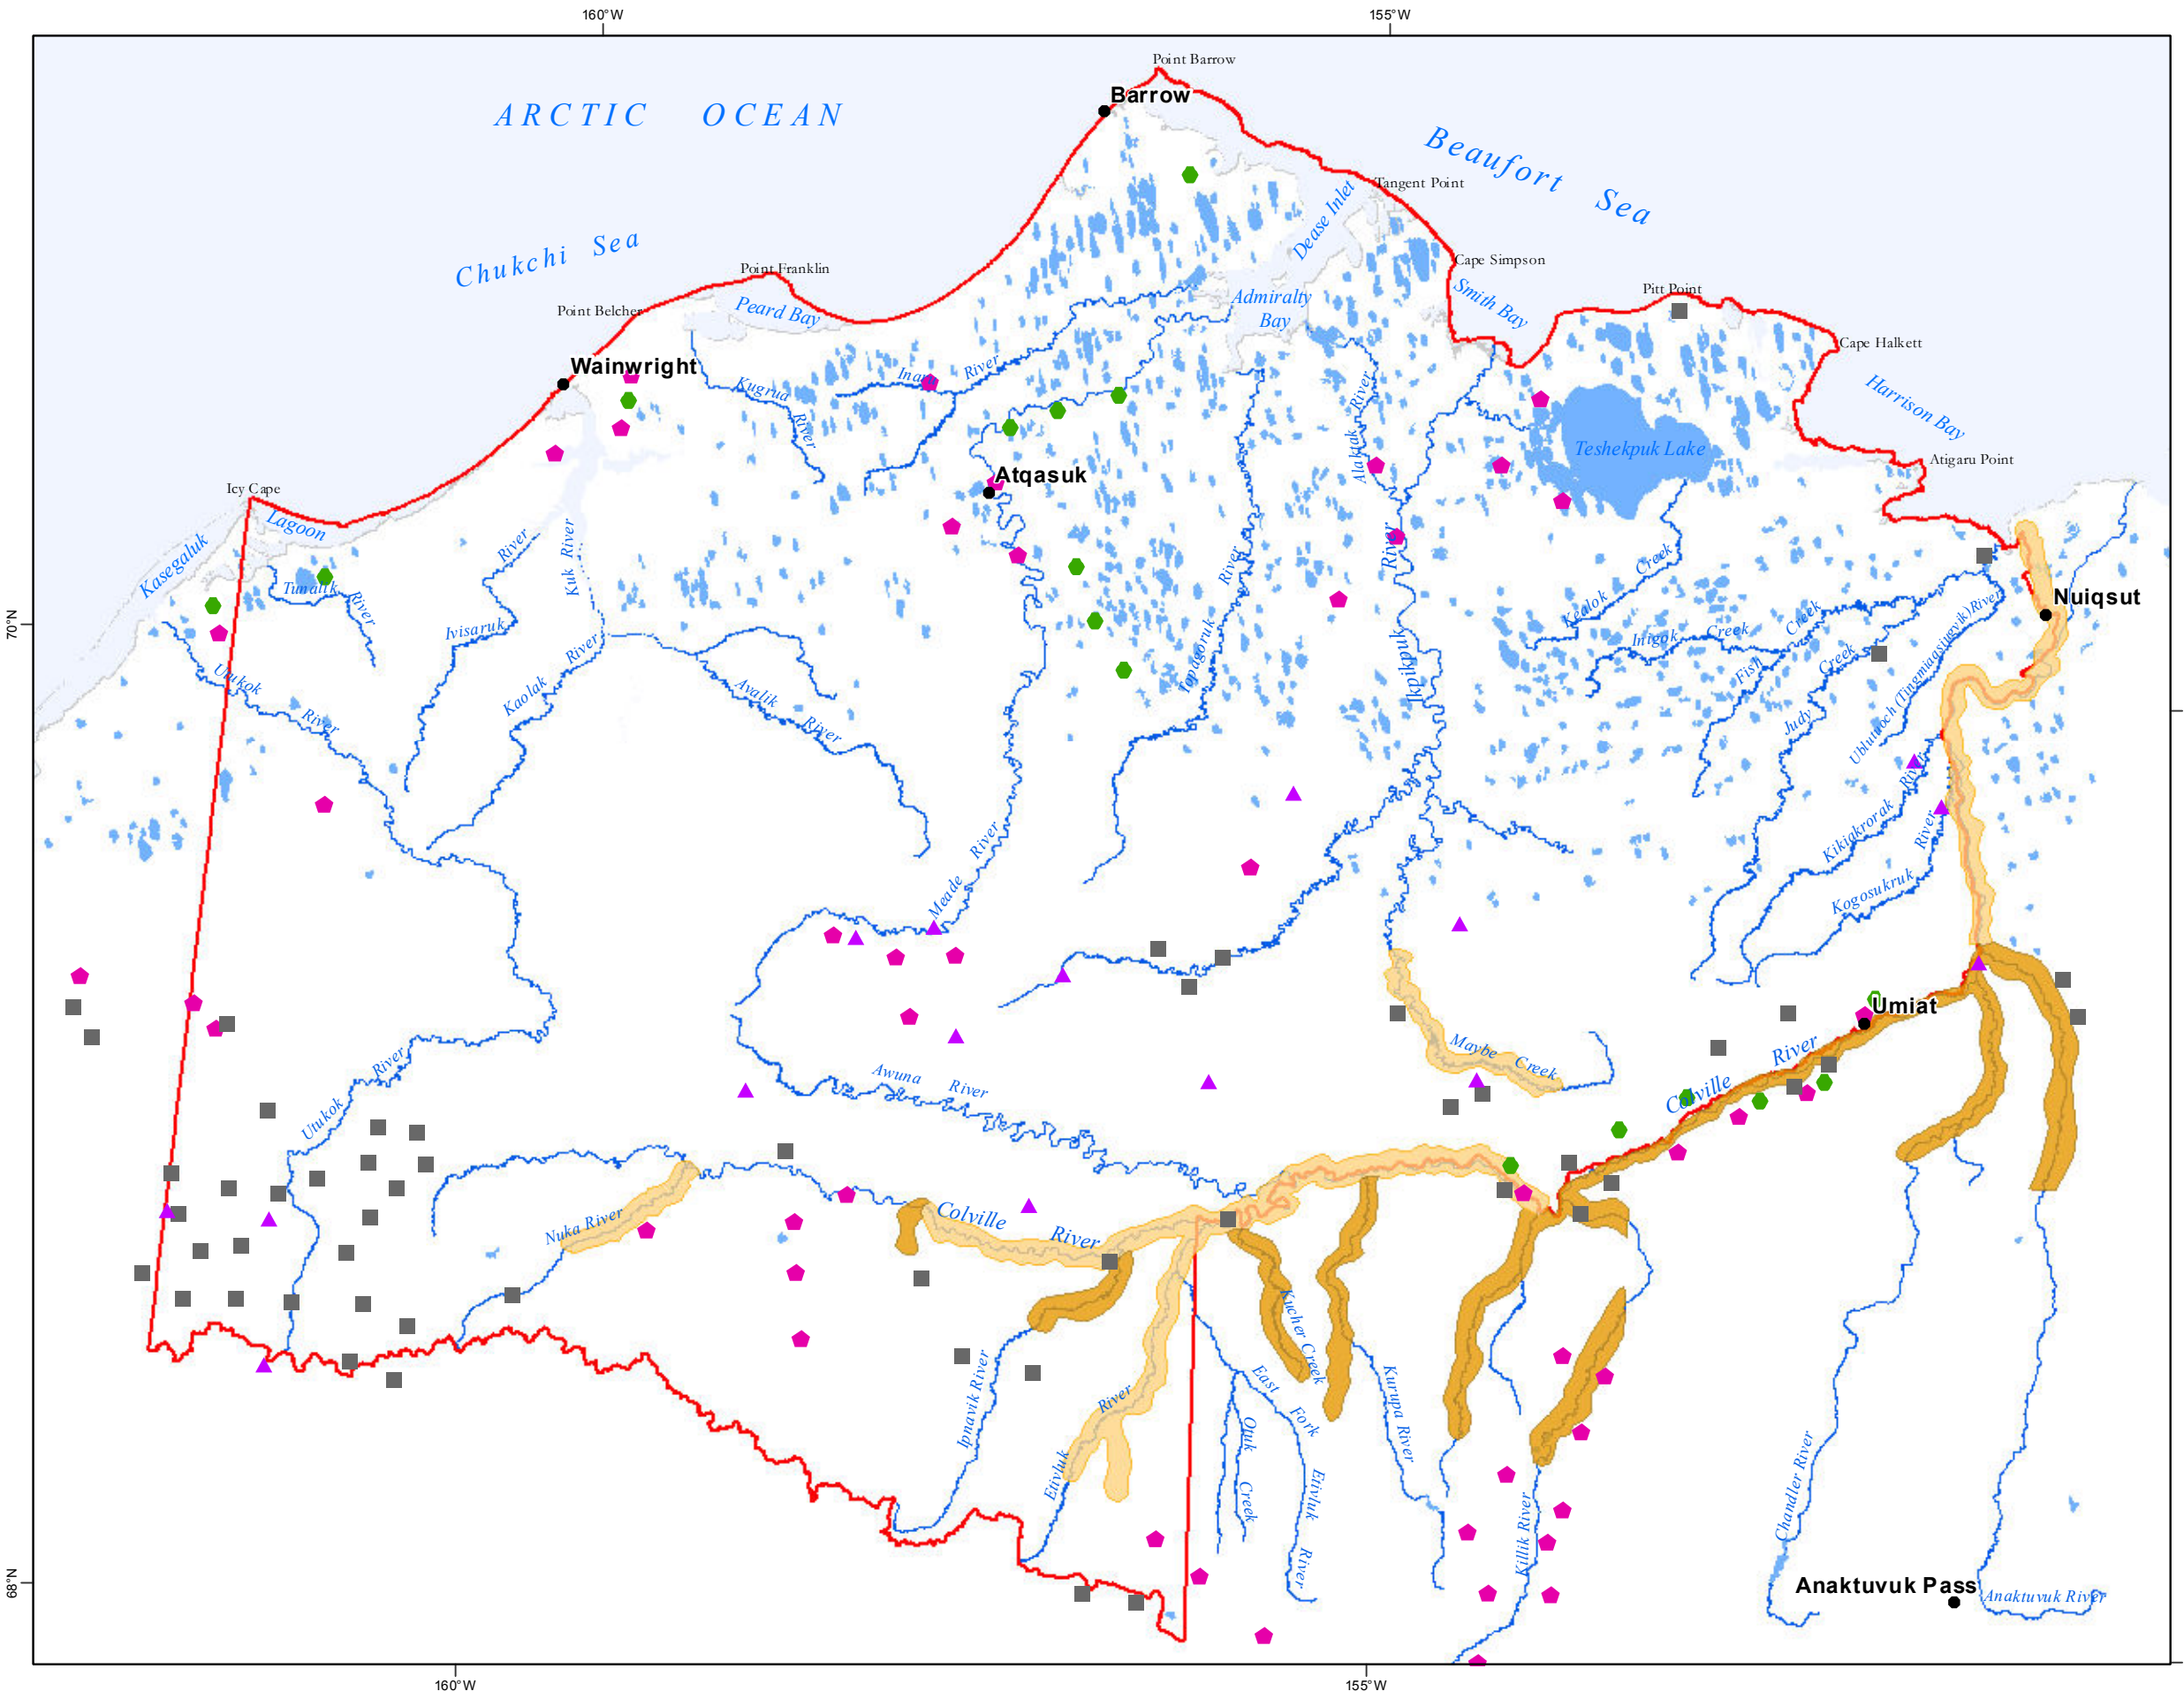 160°W
155°W
Point Barrow
Barrow
ARCTIC OCEAN
Beaufort Sea
Tangent Point
Dease Inlet
Chukchi Sea
Cape Simpson
Point Franklin
Smith Bay
Pitt Point
Admiralty
Bay
Peard Bay
Point Belcher
Cape Halkett
Wainwright
Inaru River
Kugrua River
Alaktak River
Harrison Bay
Teshekpuk Lake
Atigaru Point
Atqasuk
Icy Cape
Kasegaluk Lagoon
Kuk River
Ivisaruk River
Tunalik River
70°N
Nuiqsut
Kealok Creek
Inigok Creek
Fish Creek
Judy Creek
Ublutuoch (Tingmiaqsiugvik) River
Topagoruk River
Ikpikpuk River
Utukok River
Kaolak River
Avalik River
Kikiakrorak River
Kogosukruk River
Meade River
Umiat
Maybe Creek
Colville River
Awuna River
Utukok River
Nuka River
Colville River
Kucher Creek
East Fork Etivluk River
Otuk Creek
Kurupa River
Ipnavik River
Etivluk River
Killik River
Chandler River
68°N
Anaktuvuk Pass
Anaktuvuk River
160°W
155°W